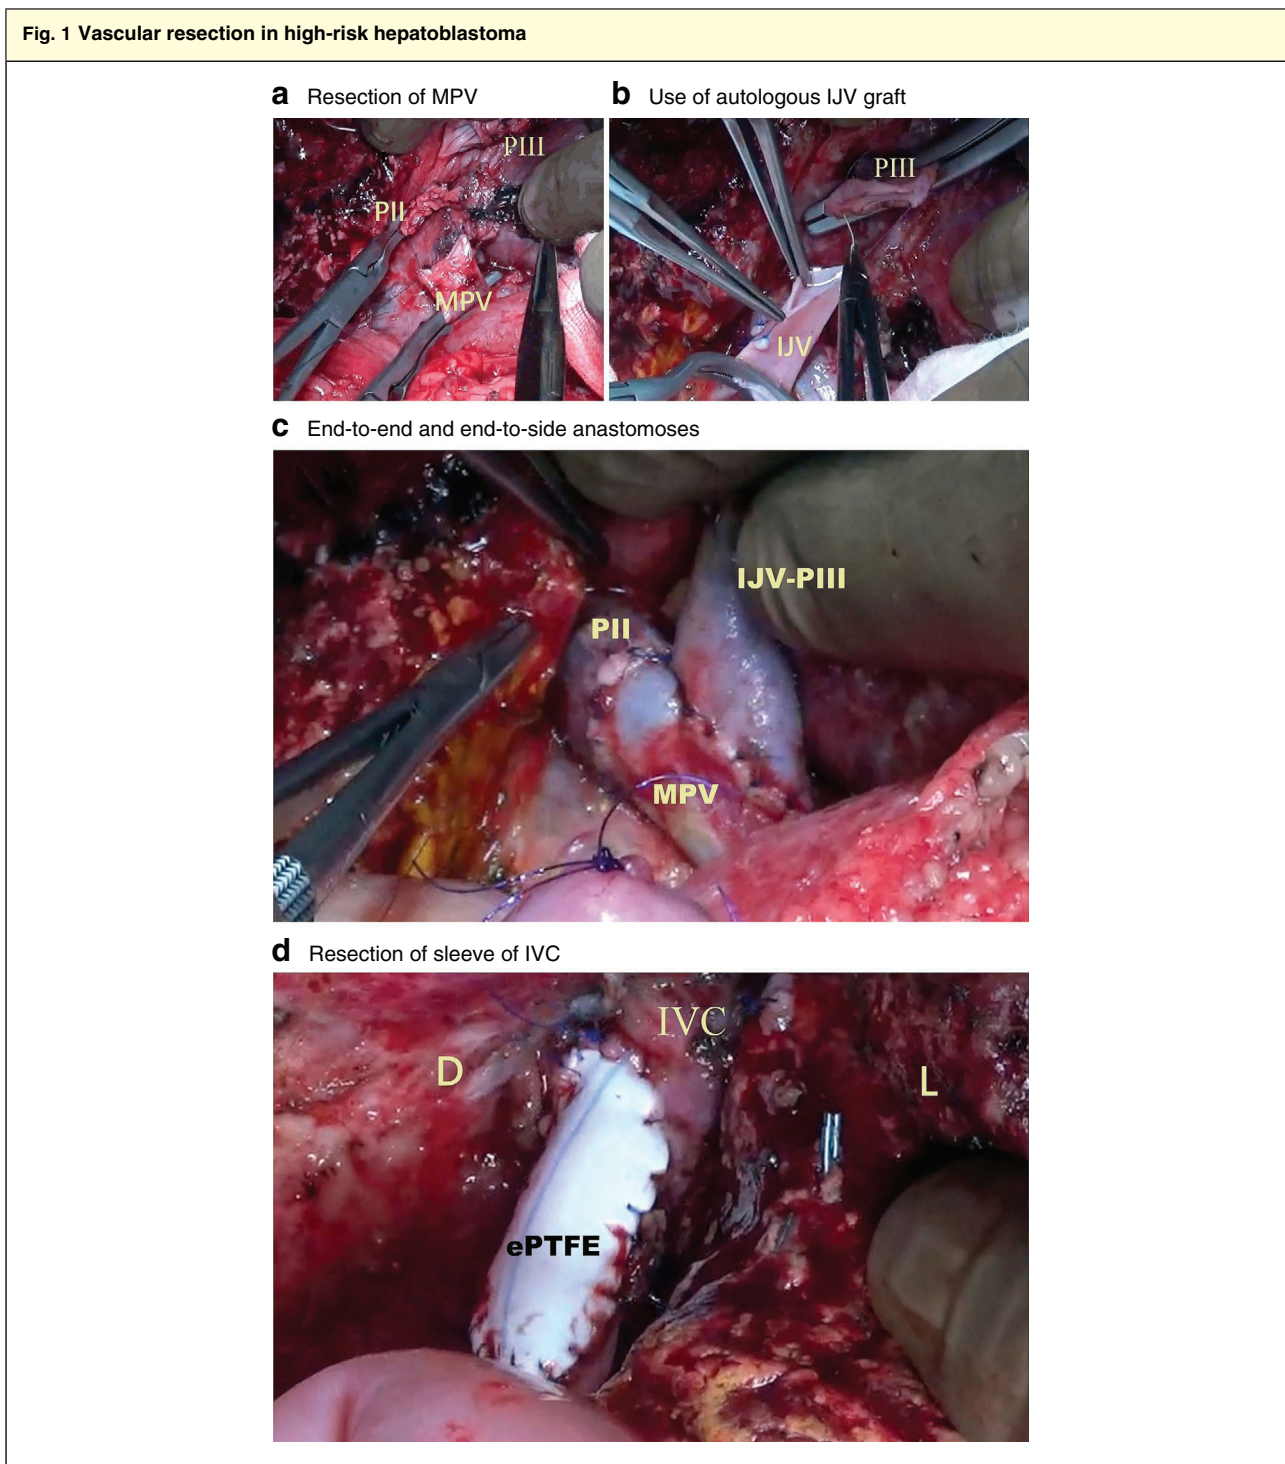 Fig. 1 Vascular resection in high-risk hepatoblastoma
a Resection of MPV
b Use of autologous IJV graft
PIII
PII
MPV
PIII
IJV
c End-to-end and end-to-side anastomoses
IJV-PIII
PII
MPV
d Resection of sleeve of IVC
IVC
D
L
ePTFE